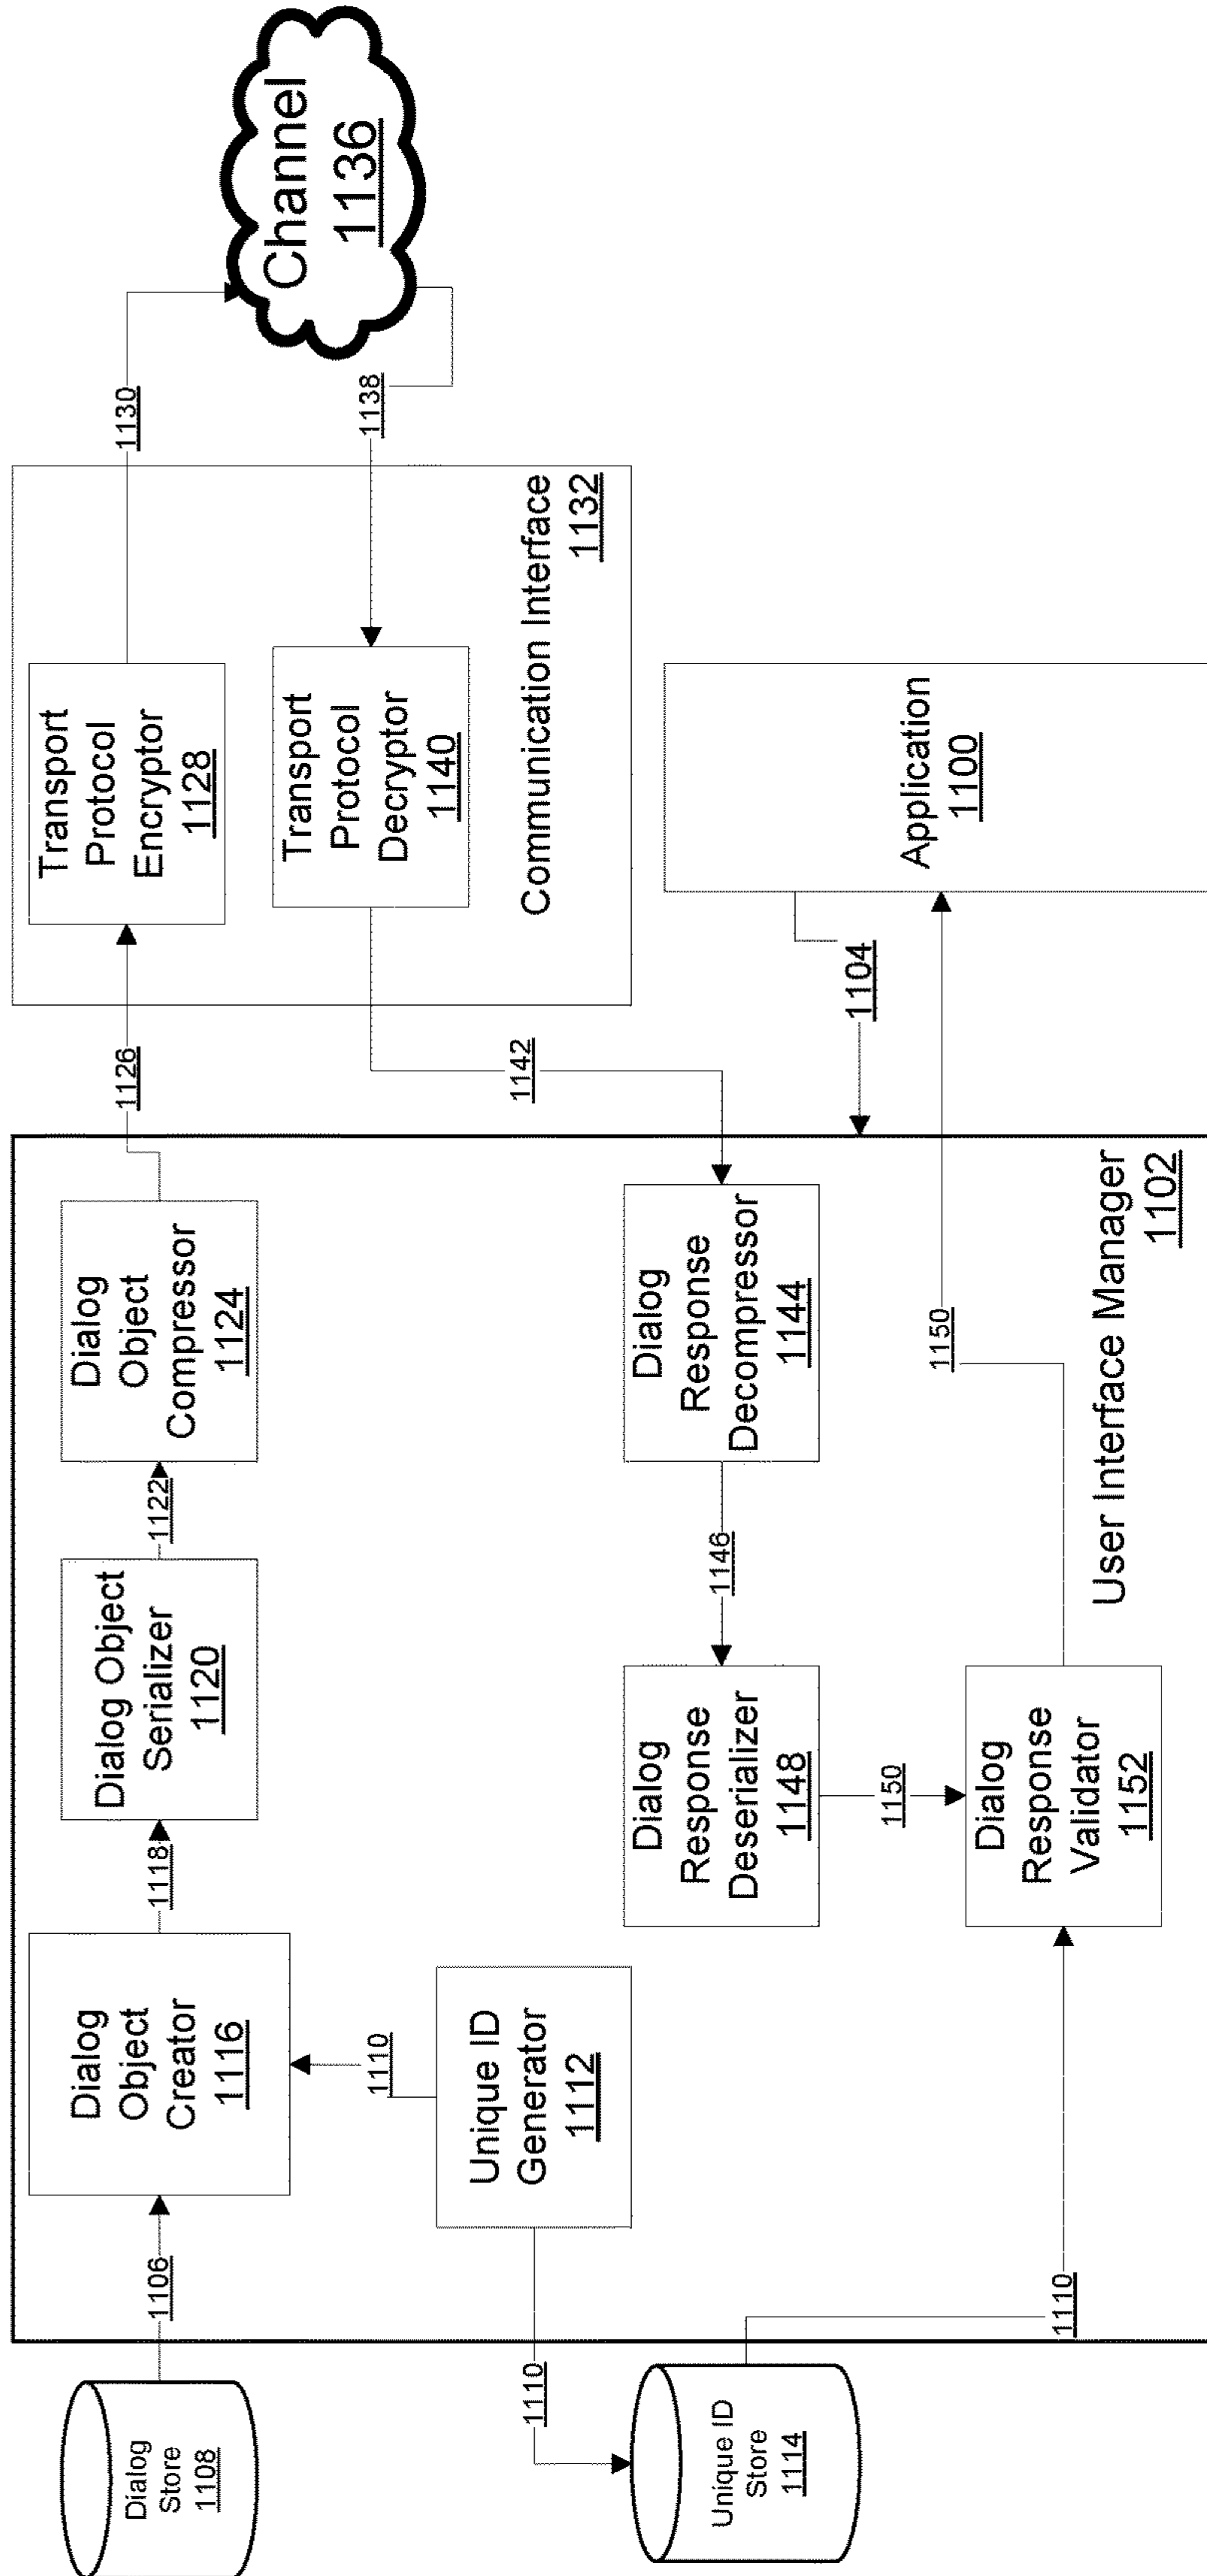 Dialog
Store
1108
1106
Dialog
Object
Creator
1116
1118
Dialog Object
Serializer
1120
1122
Dialog
Object
Compressor
1124
1126
Transport
Protocol
Encryptor
1128
1130
Channel
1136
1110
Unique ID
Generator
1112
1110
Unique ID
Store
1114
1110
Dialog
Response
Deserializer
1148
1146
Dialog
Response
Decompressor
1144
1142
Transport
Protocol
Decryptor
1140
1138
Communication Interface
1132
1150
Dialog
Response
Validator
1152
1150
1104
Application
1100
User Interface Manager
1102